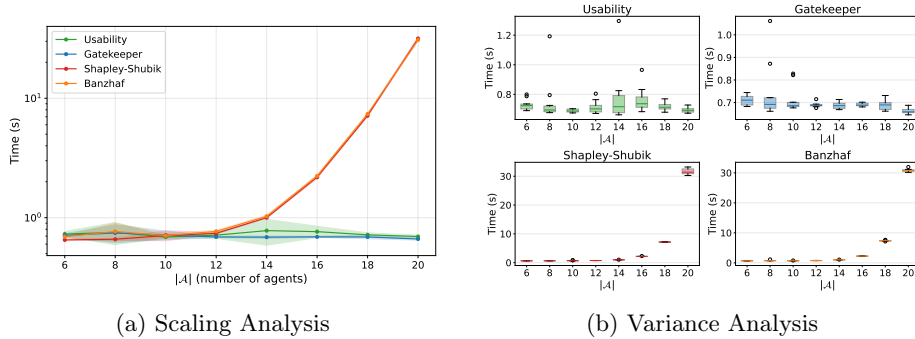 Usability
Gatekeeper
Shapley-Shubik
Banzhaf
Time (s)
10¹
10⁰
6 8 10 12 14 16 18 20
|𝒜| (number of agents)
(a) Scaling Analysis
Usability
Time (s)
1.2
1.0
0.8
6 8 10 12 14 16 18 20
|𝒜|
Gatekeeper
Time (s)
1.0
0.9
0.8
0.7
6 8 10 12 14 16 18 20
|𝒜|
Shapley-Shubik
Time (s)
30
20
10
0
6 8 10 12 14 16 18 20
|𝒜|
Banzhaf
Time (s)
30
20
10
0
6 8 10 12 14 16 18 20
|𝒜|
(b) Variance Analysis